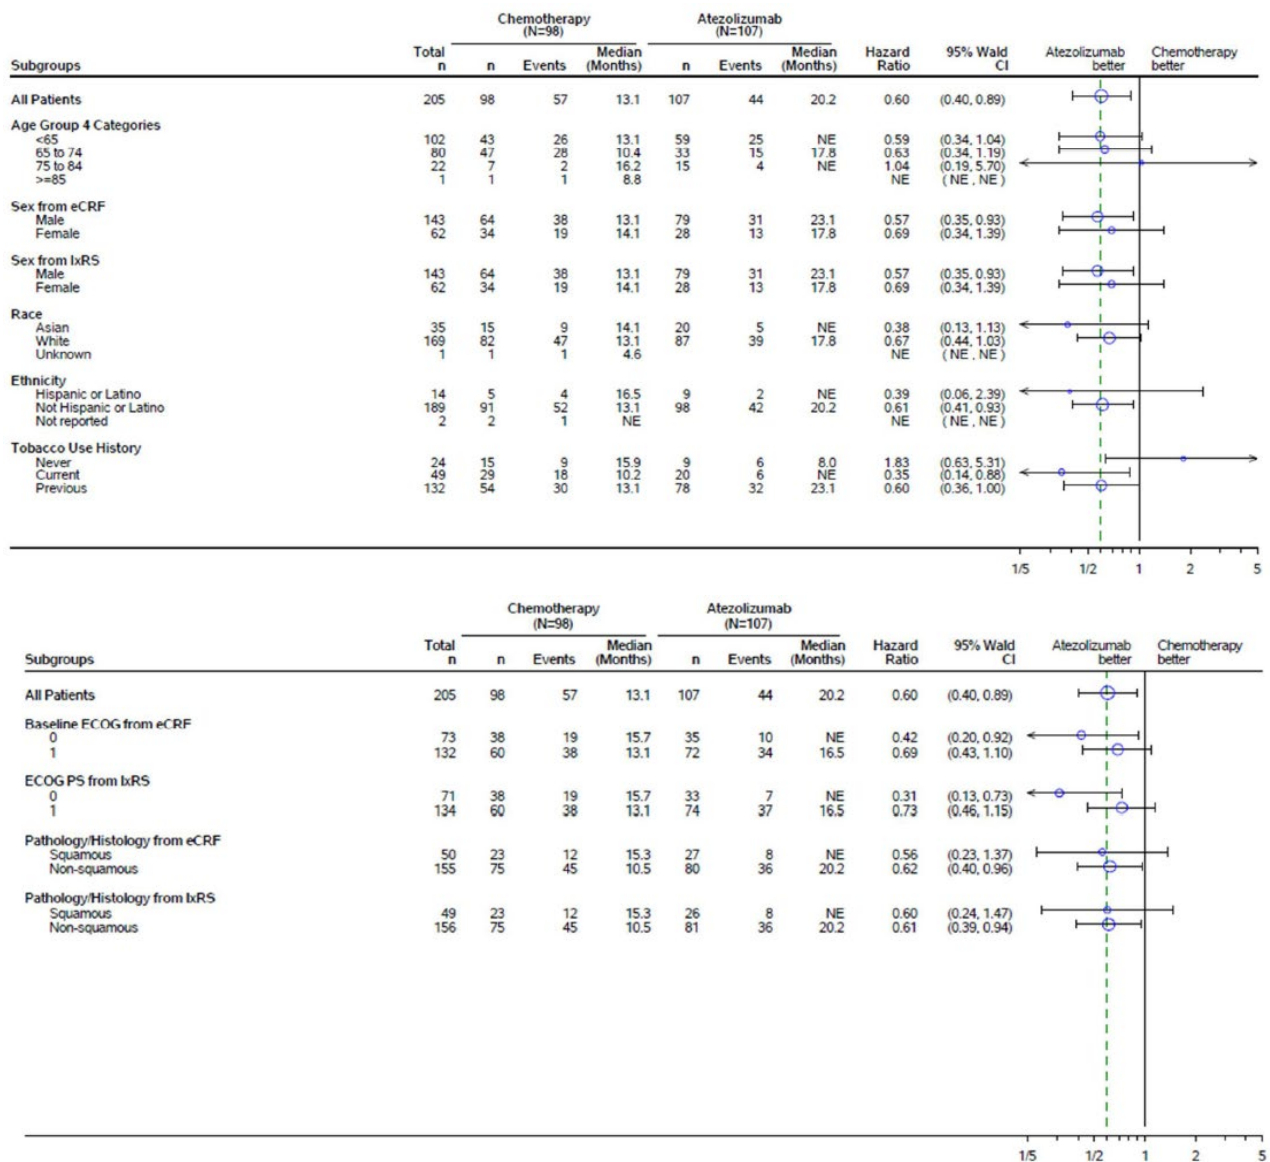 Chemotherapy Atezolizumab
(N=98) (N=107)
Total Median Median Hazard 95% Wald Atezolizumab Chemotherapy
Subgroups n n Events (Months) n Events (Months) Ratio CI better better
All Patients 205 98 57 13.1 107 44 20.2 0.60 (0.40, 0.89)
Age Group 4 Categories
<65 102 43 26 13.1 59 25 NE 0.59 (0.34, 1.04)
65 to 74 80 47 28 10.4 33 15 17.8 0.63 (0.34, 1.19)
75 to 84 22 7 2 16.2 15 4 NE 1.04 (0.19, 5.70)
>=85 1 1 1 8.8 NE ( NE , NE )
Sex from eCRF
Male 143 64 38 13.1 79 31 23.1 0.57 (0.35, 0.93)
Female 62 34 19 14.1 28 13 17.8 0.69 (0.34, 1.39)
Sex from IxRS
Male 143 64 38 13.1 79 31 23.1 0.57 (0.35, 0.93)
Female 62 34 19 14.1 28 13 17.8 0.69 (0.34, 1.39)
Race
Asian 35 15 9 14.1 20 5 NE 0.38 (0.13, 1.13)
White 169 82 47 13.1 87 39 17.8 0.67 (0.44, 1.03)
Unknown 1 1 1 4.6 NE ( NE , NE )
Ethnicity
Hispanic or Latino 14 5 4 16.5 9 2 NE 0.39 (0.06, 2.39)
Not Hispanic or Latino 189 91 52 13.1 98 42 20.2 0.61 (0.41, 0.93)
Not reported 2 2 1 NE NE ( NE , NE )
Tobacco Use History
Never 24 15 9 15.9 9 6 8.0 1.83 (0.63, 5.31)
Current 49 29 18 10.2 20 6 NE 0.35 (0.14, 0.88)
Previous 132 54 30 13.1 78 32 23.1 0.60 (0.36, 1.00)
1/5 1/2 1 2 5
Chemotherapy Atezolizumab
(N=98) (N=107)
Total Median Median Hazard 95% Wald Atezolizumab Chemotherapy
Subgroups n n Events (Months) n Events (Months) Ratio CI better better
All Patients 205 98 57 13.1 107 44 20.2 0.60 (0.40, 0.89)
Baseline ECOG from eCRF
0 73 38 19 15.7 35 10 NE 0.42 (0.20, 0.92)
1 132 60 38 13.1 72 34 16.5 0.69 (0.43, 1.10)
ECOG PS from IxRS
0 71 38 19 15.7 33 7 NE 0.31 (0.13, 0.73)
1 134 60 38 13.1 74 37 16.5 0.73 (0.46, 1.15)
Pathology/Histology from eCRF
Squamous 50 23 12 15.3 27 8 NE 0.56 (0.23, 1.37)
Non-squamous 155 75 45 10.5 80 36 20.2 0.62 (0.40, 0.96)
Pathology/Histology from IxRS
Squamous 49 23 12 15.3 26 8 NE 0.60 (0.24, 1.47)
Non-squamous 156 75 45 10.5 81 36 20.2 0.61 (0.39, 0.94)
1/5 1/2 1 2 5